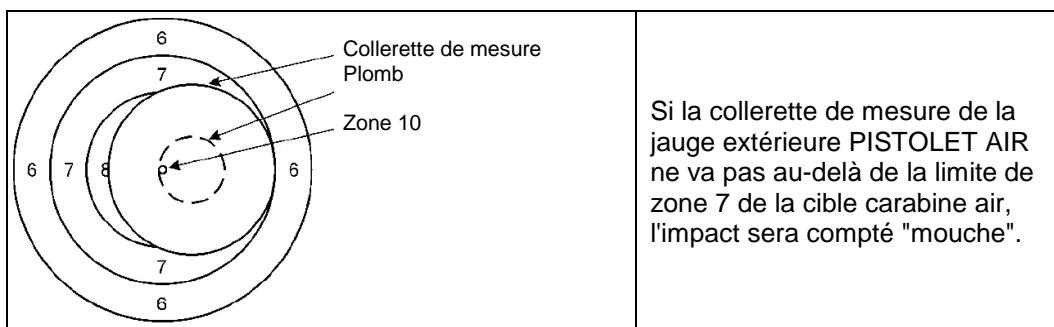 6
7
Collerette de mesure
Plomb
Zone 10
6 7 8 6
7
6
Si la collerette de mesure de la
jauge extérieure PISTOLET AIR
ne va pas au-delà de la limite de
zone 7 de la cible carabine air,
l'impact sera compté "mouche".